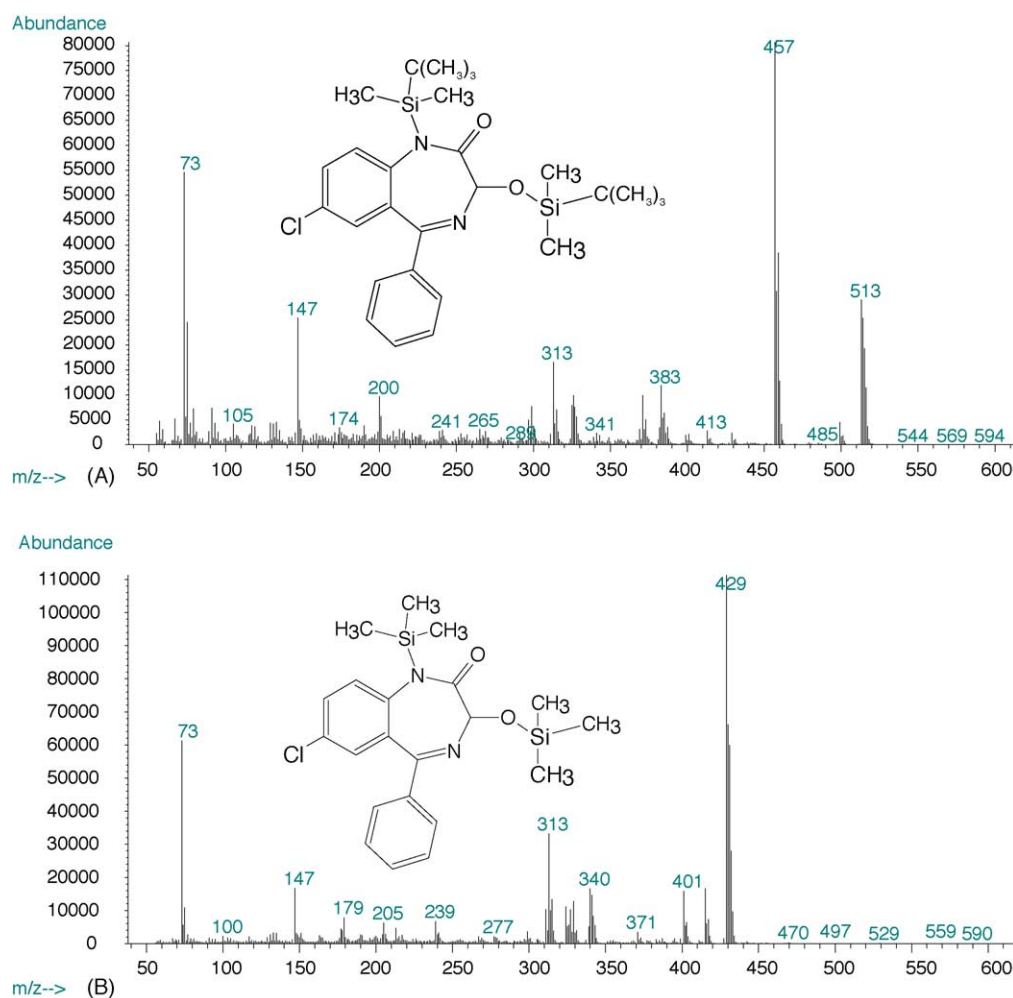 Abundance
80000
75000
70000
65000
60000
55000
50000
45000
40000
35000
30000
25000
20000
15000
10000
5000
0
457
73
147
513
313
383
200
105
174
241
265
289
341
413
485
544
569
594
C(CH3)3
H3C
Si
CH3
N
O
CH3
O
Si
C(CH3)3
CH3
Cl
N
50 100 150 200 250 300 350 400 450 500 550 600
m/z--> (A)
Abundance
110000
100000
90000
80000
70000
60000
50000
40000
30000
20000
10000
0
429
73
313
147
340
401
179
205
239
100
277
371
470
497
529
559
590
CH3
H3C
Si
CH3
N
O
CH3
O
Si
CH3
CH3
Cl
N
50 100 150 200 250 300 350 400 450 500 550 600
m/z--> (B)